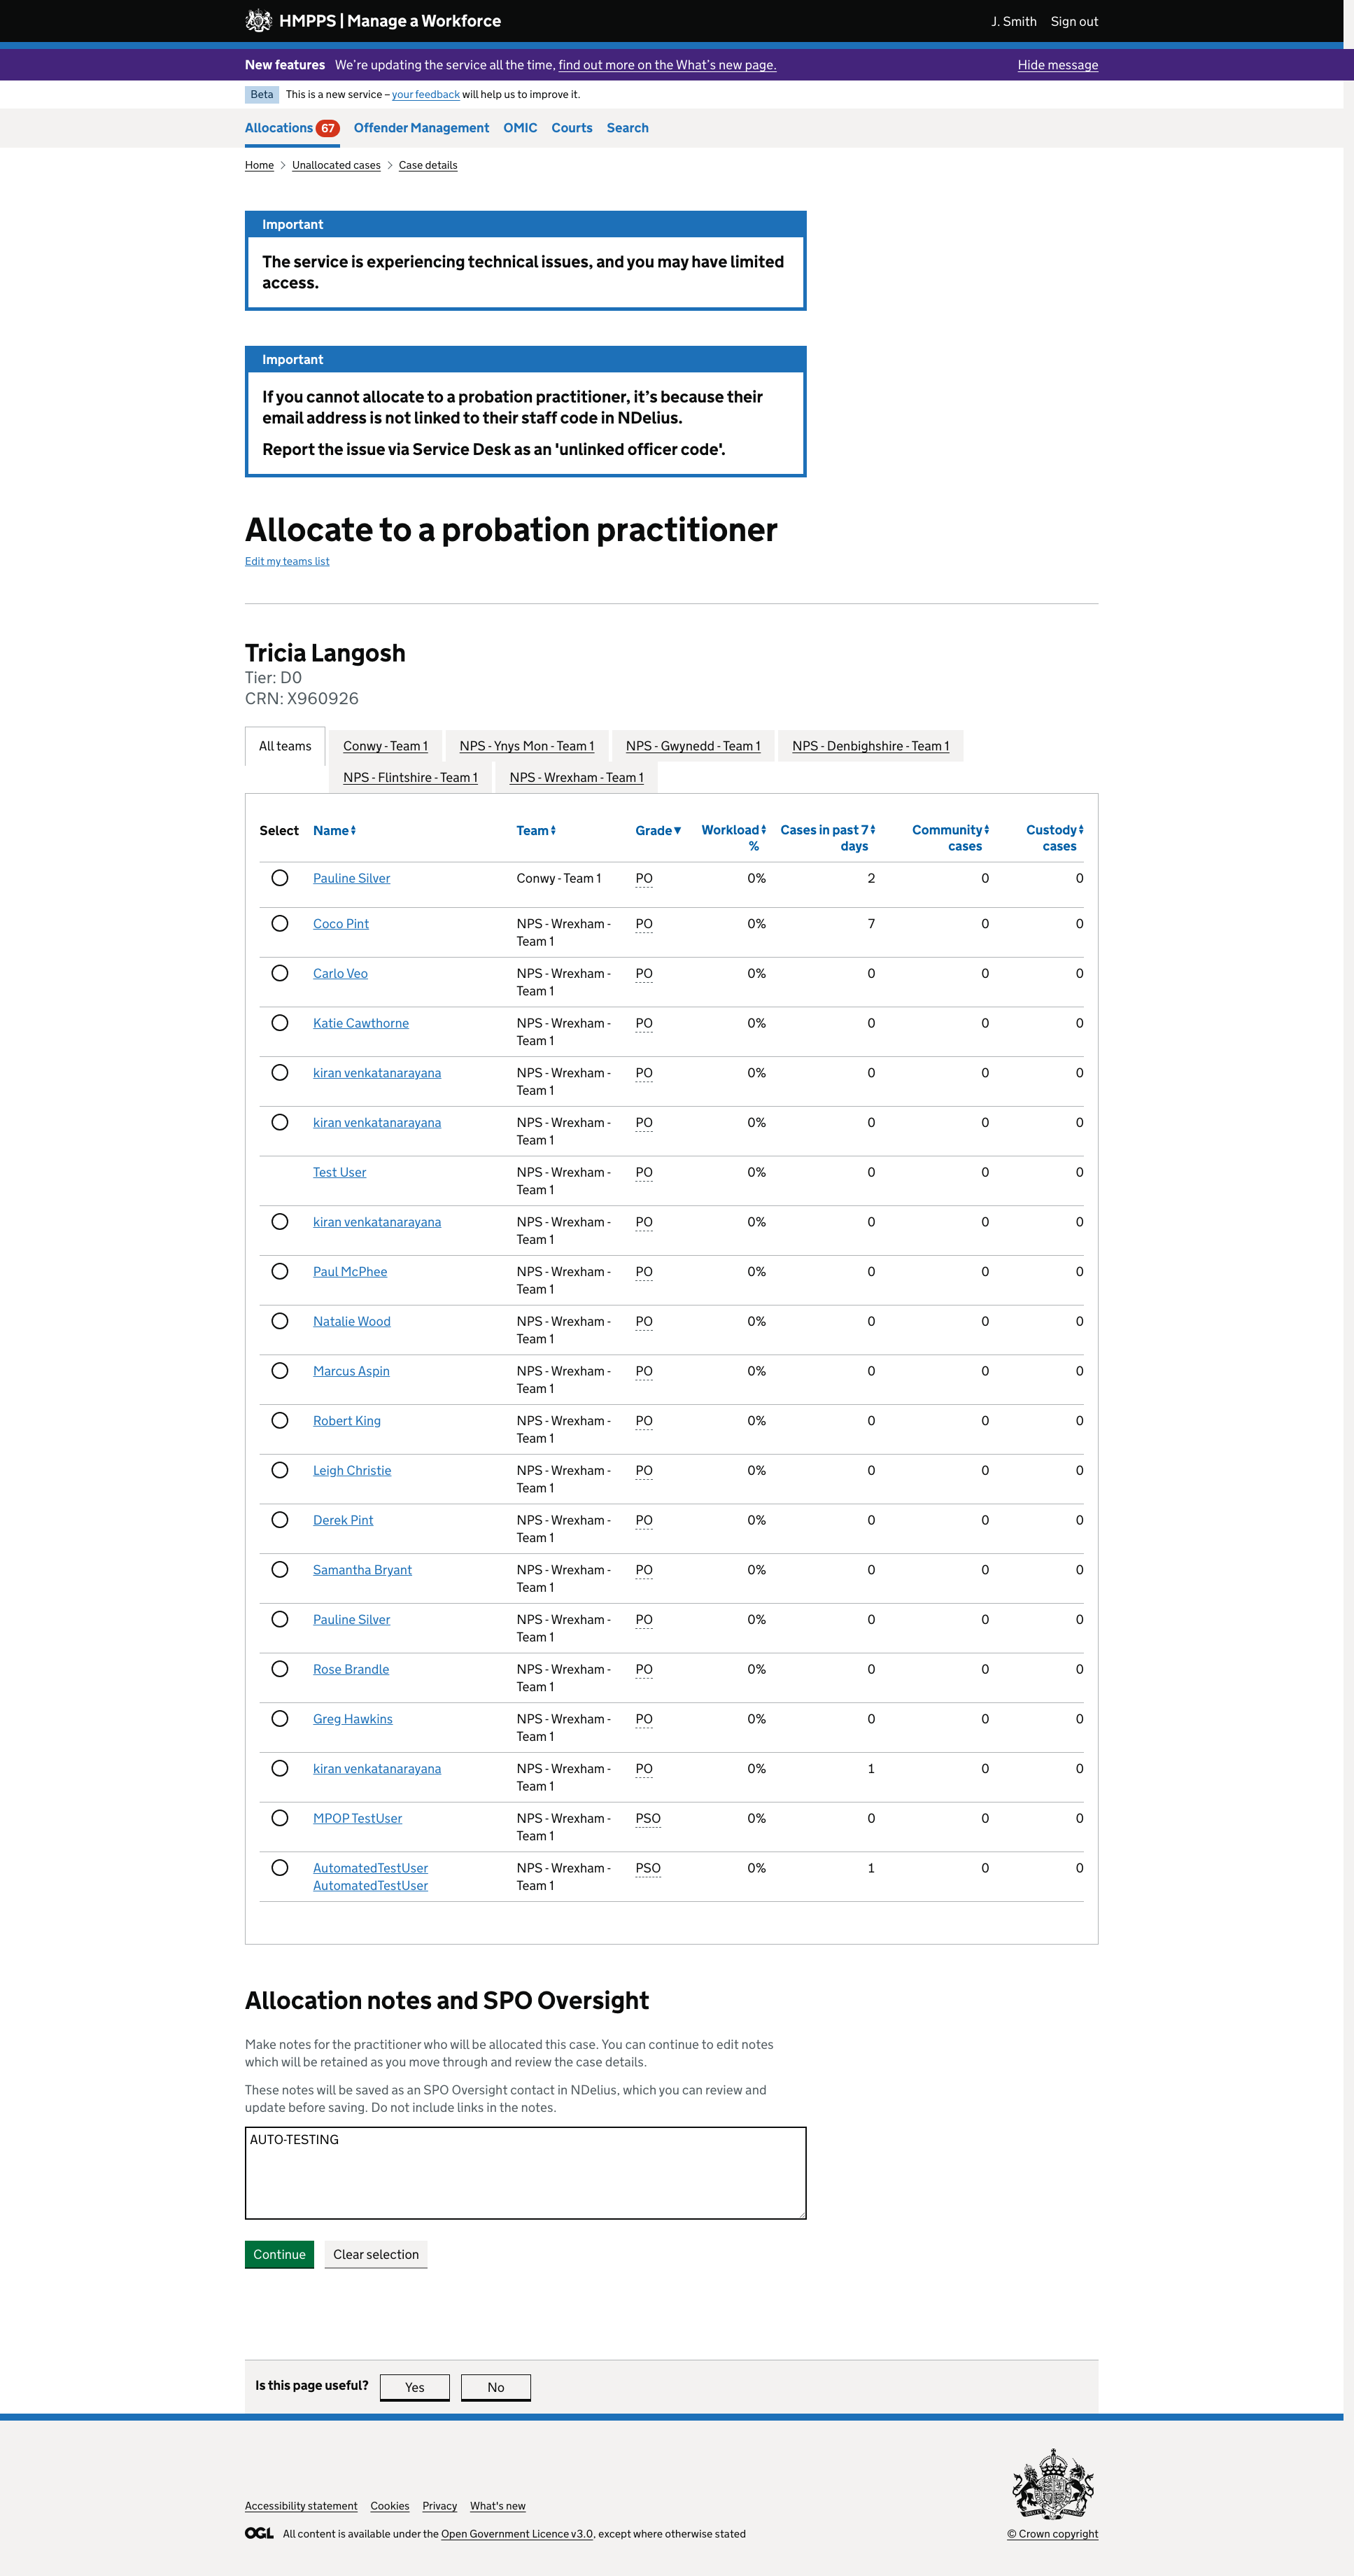 HMPPS | Manage a Workforce
J. Smith Sign out
New features We're updating the service all the time, find out more on the What's new page. Hide message
Beta This is a new service – your feedback will help us to improve it.
Allocations 67 Offender Management OMIC Courts Search
Home Unallocated cases Case details
Important
The service is experiencing technical issues, and you may have limited
access.
Important
If you cannot allocate to a probation practitioner, it's because their
email address is not linked to their staff code in NDelius.
Report the issue via Service Desk as an 'unlinked officer code'.
Allocate to a probation practitioner
Edit my teams list
Tricia Langosh
Tier: D0
CRN: X960926
All teams Conwy - Team 1 NPS - Ynys Mon - Team 1 NPS - Gwynedd - Team 1 NPS - Denbighshire - Team 1
NPS - Flintshire - Team 1 NPS - Wrexham - Team 1
Select Name Team Grade Workload Cases in past 7 Community Custody
% days cases cases
Pauline Silver Conwy - Team 1 PO 0% 2 0 0
Coco Pint NPS - Wrexham - PO 0% 7 0 0
Team 1
Carlo Veo NPS - Wrexham - PO 0% 0 0 0
Team 1
Katie Cawthorne NPS - Wrexham - PO 0% 0 0 0
Team 1
kiran venkatanarayana NPS - Wrexham - PO 0% 0 0 0
Team 1
kiran venkatanarayana NPS - Wrexham - PO 0% 0 0 0
Team 1
Test User NPS - Wrexham - PO 0% 0 0 0
Team 1
kiran venkatanarayana NPS - Wrexham - PO 0% 0 0 0
Team 1
Paul McPhee NPS - Wrexham - PO 0% 0 0 0
Team 1
Natalie Wood NPS - Wrexham - PO 0% 0 0 0
Team 1
Marcus Aspin NPS - Wrexham - PO 0% 0 0 0
Team 1
Robert King NPS - Wrexham - PO 0% 0 0 0
Team 1
Leigh Christie NPS - Wrexham - PO 0% 0 0 0
Team 1
Derek Pint NPS - Wrexham - PO 0% 0 0 0
Team 1
Samantha Bryant NPS - Wrexham - PO 0% 0 0 0
Team 1
Pauline Silver NPS - Wrexham - PO 0% 0 0 0
Team 1
Rose Brandle NPS - Wrexham - PO 0% 0 0 0
Team 1
Greg Hawkins NPS - Wrexham - PO 0% 0 0 0
Team 1
kiran venkatanarayana NPS - Wrexham - PO 0% 1 0 0
Team 1
MPOP TestUser NPS - Wrexham - PSO 0% 0 0 0
Team 1
AutomatedTestUser NPS - Wrexham - PSO 0% 1 0 0
AutomatedTestUser Team 1
Allocation notes and SPO Oversight
Make notes for the practitioner who will be allocated this case. You can continue to edit notes
which will be retained as you move through and review the case details.
These notes will be saved as an SPO Oversight contact in NDelius, which you can review and
update before saving. Do not include links in the notes.
AUTO-TESTING
Continue Clear selection
Is this page useful? Yes No
Accessibility statement Cookies Privacy What's new
OGL All content is available under the Open Government Licence v3.0, except where otherwise stated
© Crown copyright